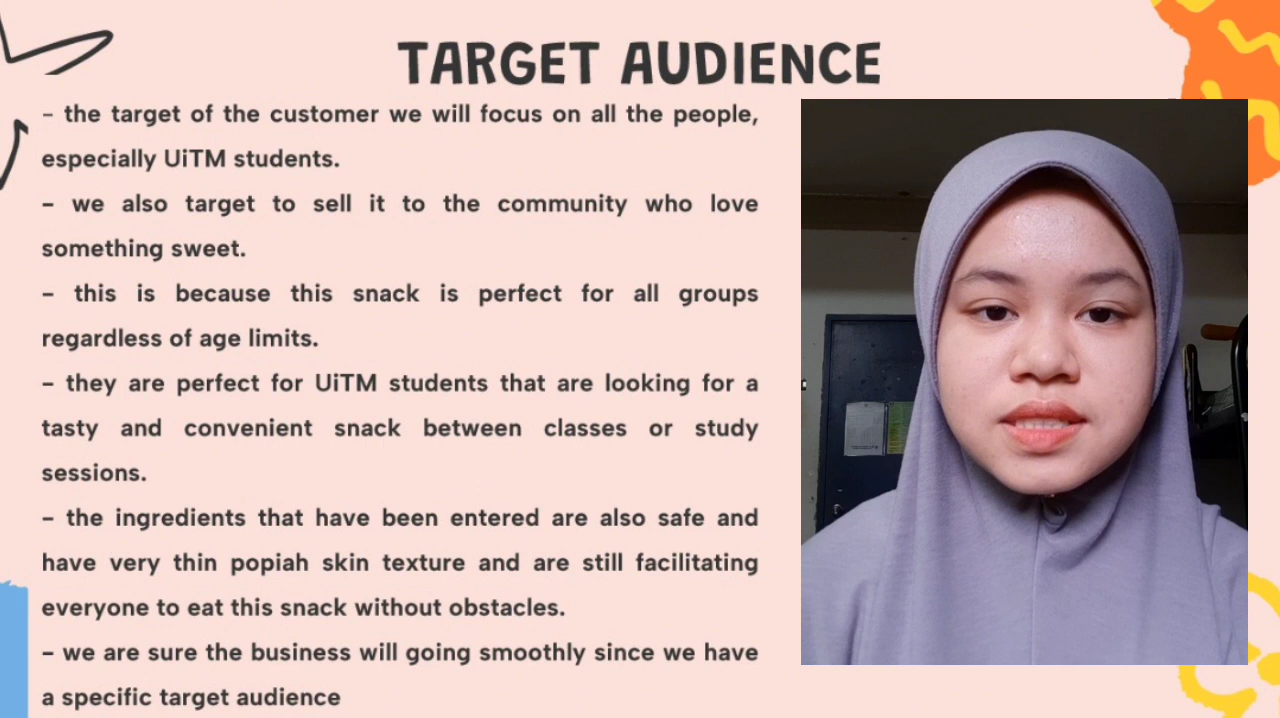 TARGET AUDIENCE
- the target of the customer we will focus on all the people,
especially UiTM students.
- we also target to sell it to the community who love
something sweet.
- this is because this snack is perfect for all groups
regardless of age limits.
- they are perfect for UiTM students that are looking for a
tasty and convenient snack between classes or study
sessions.
- the ingredients that have been entered are also safe and
have very thin popiah skin texture and are still facilitating
everyone to eat this snack without obstacles.
- we are sure the business will going smoothly since we have
a specific target audience